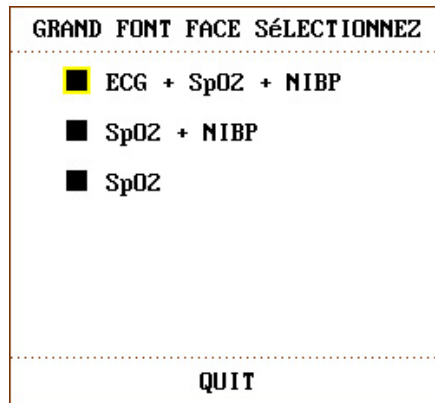 GRAND FONT FACE SéLECTIONNEZ
ECG + SpO2 + NIBP
SpO2 + NIBP
SpO2
QUIT